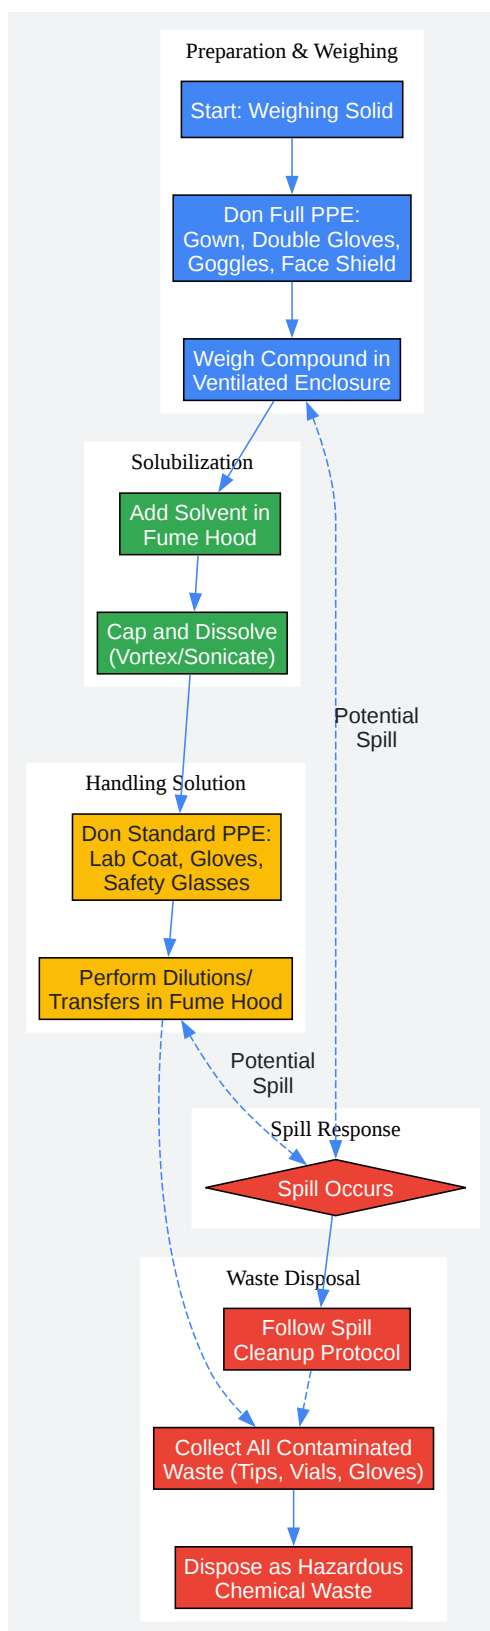 Preparation & Weighing
Start: Weighing Solid
Don Full PPE:
Gown, Double Gloves,
Goggles, Face Shield
Weigh Compound in
Ventilated Enclosure
Solubilization
Add Solvent in
Fume Hood
Cap and Dissolve
(Vortex/Sonicate)
Potential
Spill
Handling Solution
Don Standard PPE:
Lab Coat, Gloves,
Safety Glasses
Perform Dilutions/
Transfers in Fume Hood
Potential
Spill
Spill Response
Spill Occurs
Waste Disposal
Follow Spill
Cleanup Protocol
Collect All Contaminated
Waste (Tips, Vials, Gloves)
Dispose as Hazardous
Chemical Waste